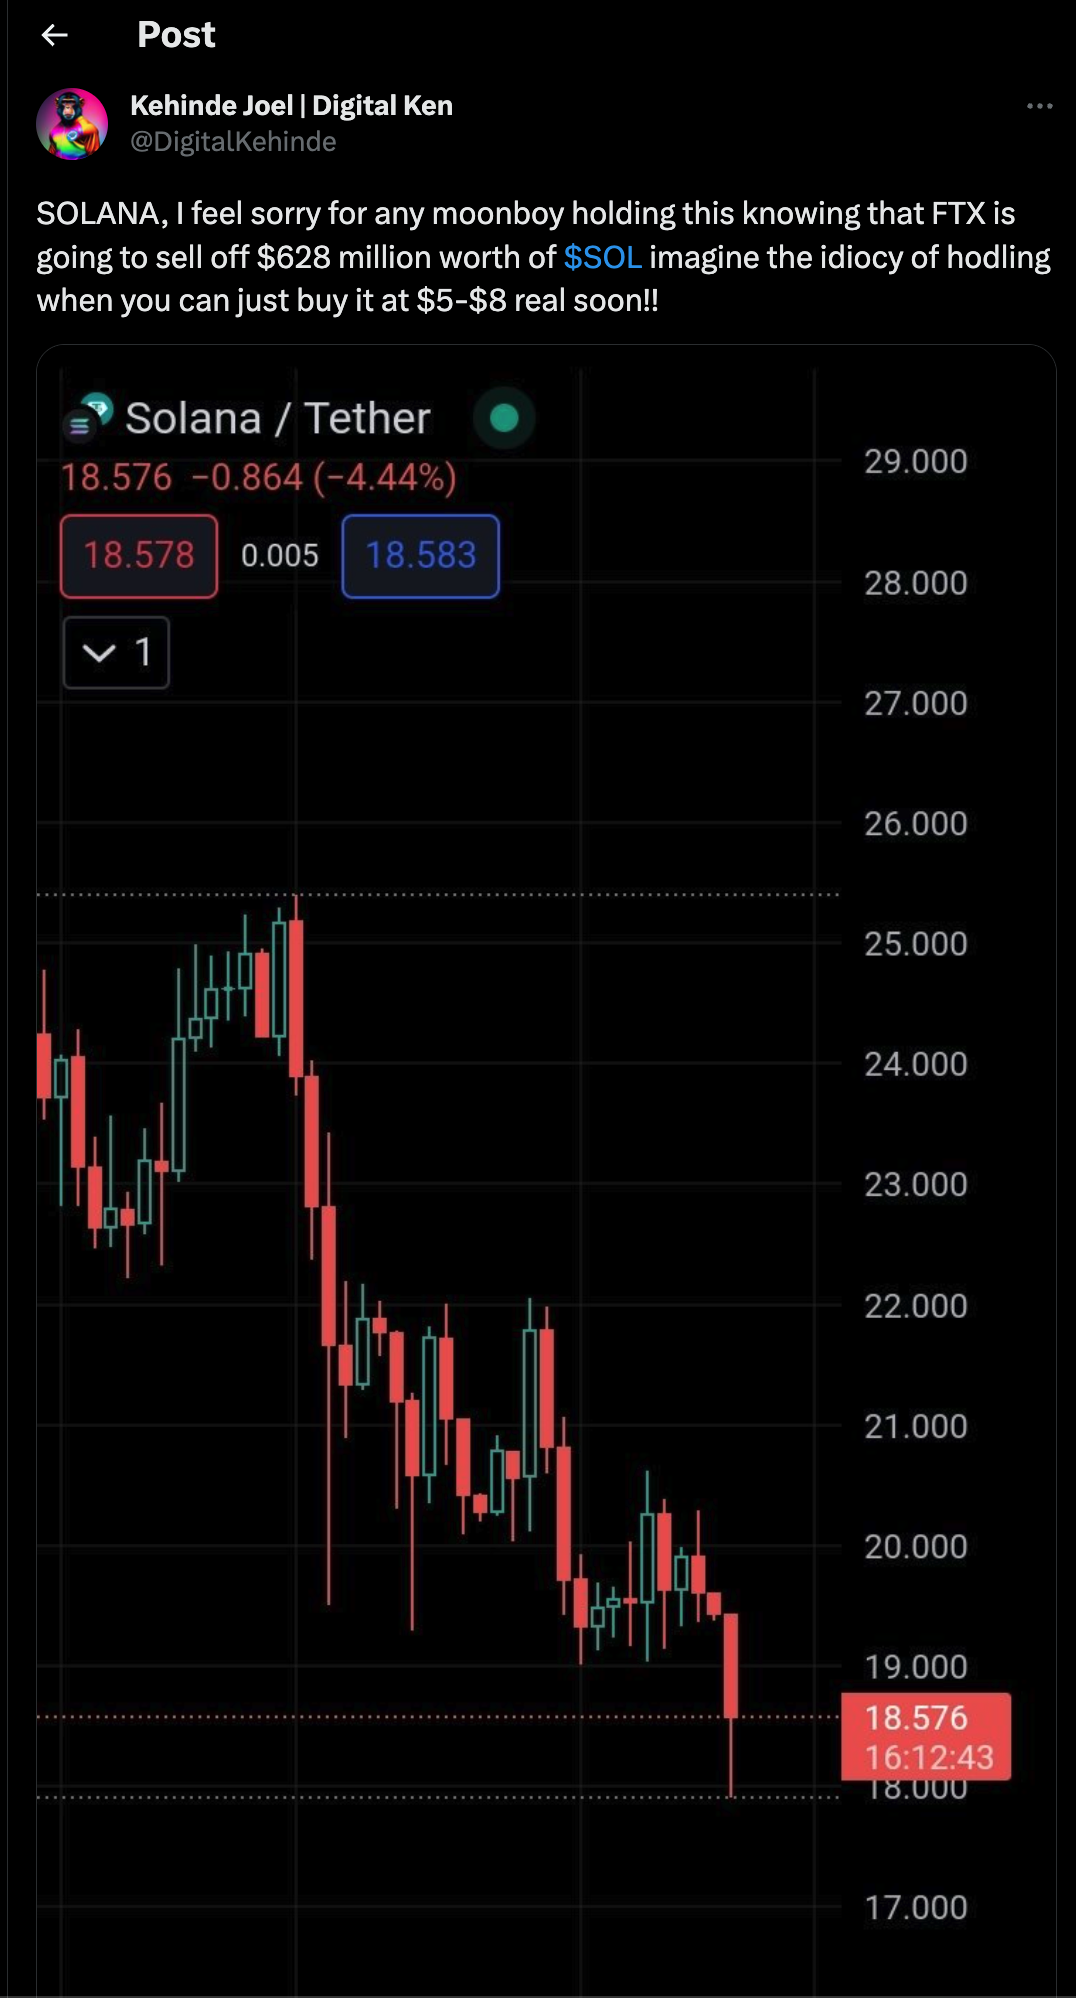 Post
Kehinde Joel | Digital Ken
@DigitalKehinde
SOLANA, I feel sorry for any moonboy holding this knowing that FTX is
going to sell off $628 million worth of $SOL imagine the idiocy of hodling
when you can just buy it at $5-$8 real soon!!
Solana / Tether
18.576 −0.864 (−4.44%)
18.578 0.005 18.583
1
29.000
28.000
27.000
26.000
25.000
24.000
23.000
22.000
21.000
20.000
19.000
18.576
16:12:43
18.000
17.000